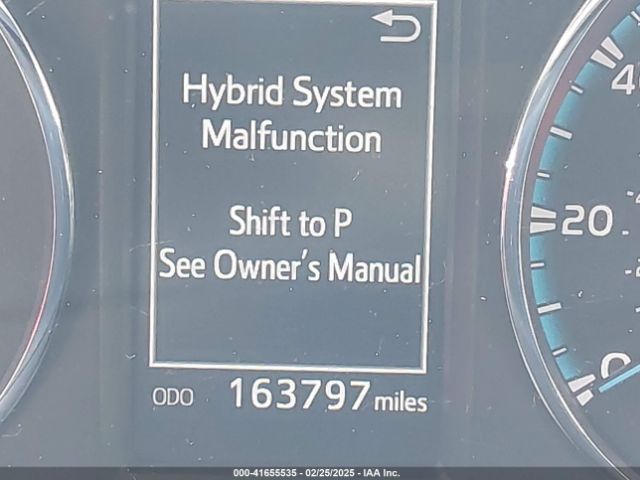 Hybrid System
Malfunction
Shift to P
See Owner's Manual
ODO 163797 miles
20
0
000-41655535 - 02/25/2025 - IAA Inc.